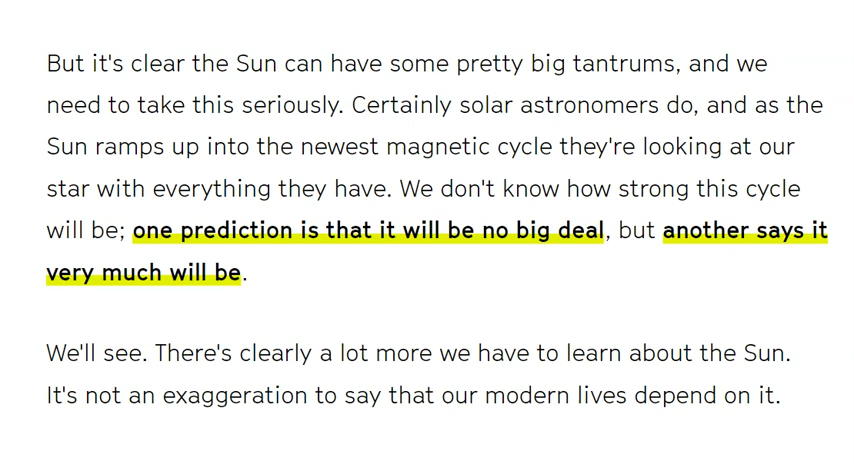 But it's clear the Sun can have some pretty big tantrums, and we
need to take this seriously. Certainly solar astronomers do, and as the
Sun ramps up into the newest magnetic cycle they're looking at our
star with everything they have. We don't know how strong this cycle
will be; one prediction is that it will be no big deal, but another says it
very much will be.
We'll see. There's clearly a lot more we have to learn about the Sun.
It's not an exaggeration to say that our modern lives depend on it.